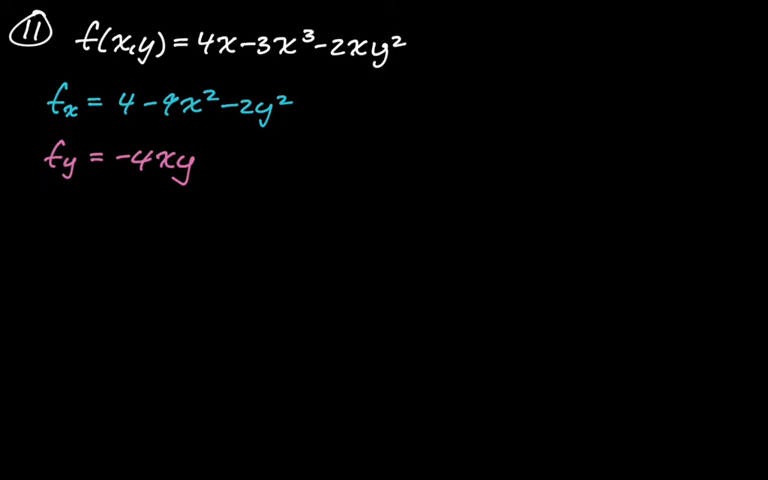 11 f(x,y) = 4x - 3x³ - 2xy²
fx = 4 - 9x² - 2y²
fy = -4xy